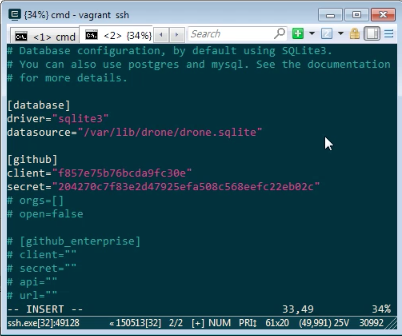 {34%} cmd - vagrant ssh
<1> cmd
<2> {34%}
Search
# Database configuration, by default using SQLite3.
# You can also use postgres and mysql. See the documentation
# for more details.
[database]
driver="sqlite3"
datasource="/var/lib/drone/drone.sqlite"
[github]
client="f857e75b76bcda9fc30e"
secret="204270c7f83e2d47925efa508c568eefc22eb02c"
# orgs=[]
# open=false
# [github_enterprise]
# client=""
# secret=""
# api=""
# url=""
-- INSERT -- 33,49 34%
ssh.exe[32]:49128 « 150513[32] 2/2 [+] NUM PRI‡ 61x20 (49,991) 25V 30992